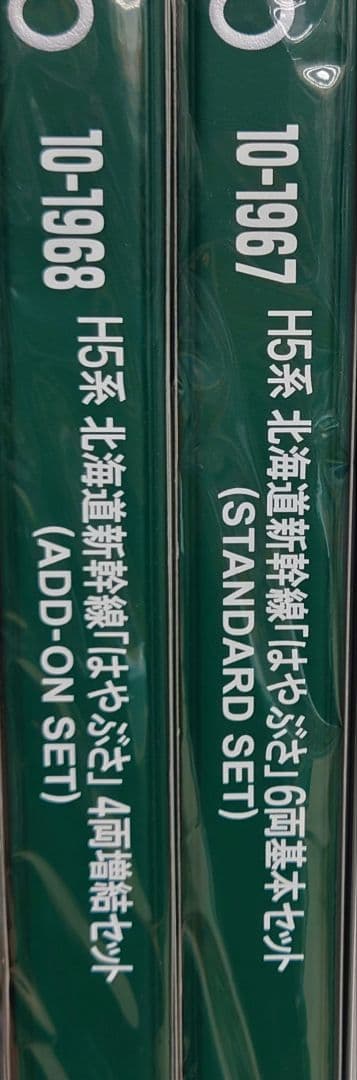 10-1967 H5系 北海道新幹線「はやぶさ」6両基本セット
(STANDARD SET)
10-1968 H5系 北海道新幹線「はやぶさ」4両増結セット
(ADD-ON SET)